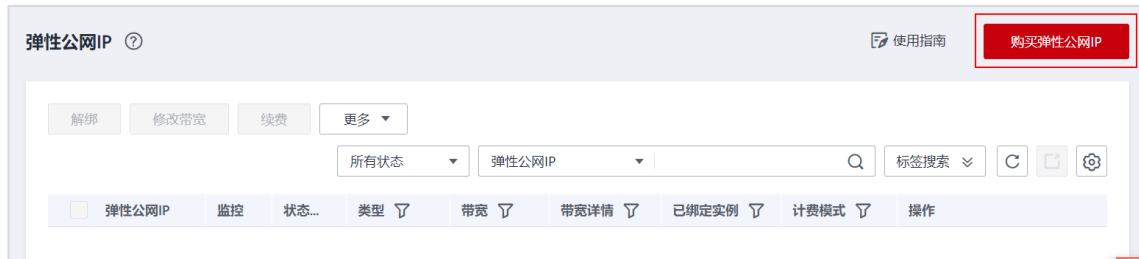 弹性公网IP ? 使用指南 购买弹性公网IP
解绑 修改带宽 续费 更多
所有状态 弹性公网IP 标签搜索
弹性公网IP 监控 状态... 类型 带宽 带宽详情 已绑定实例 计费模式 操作